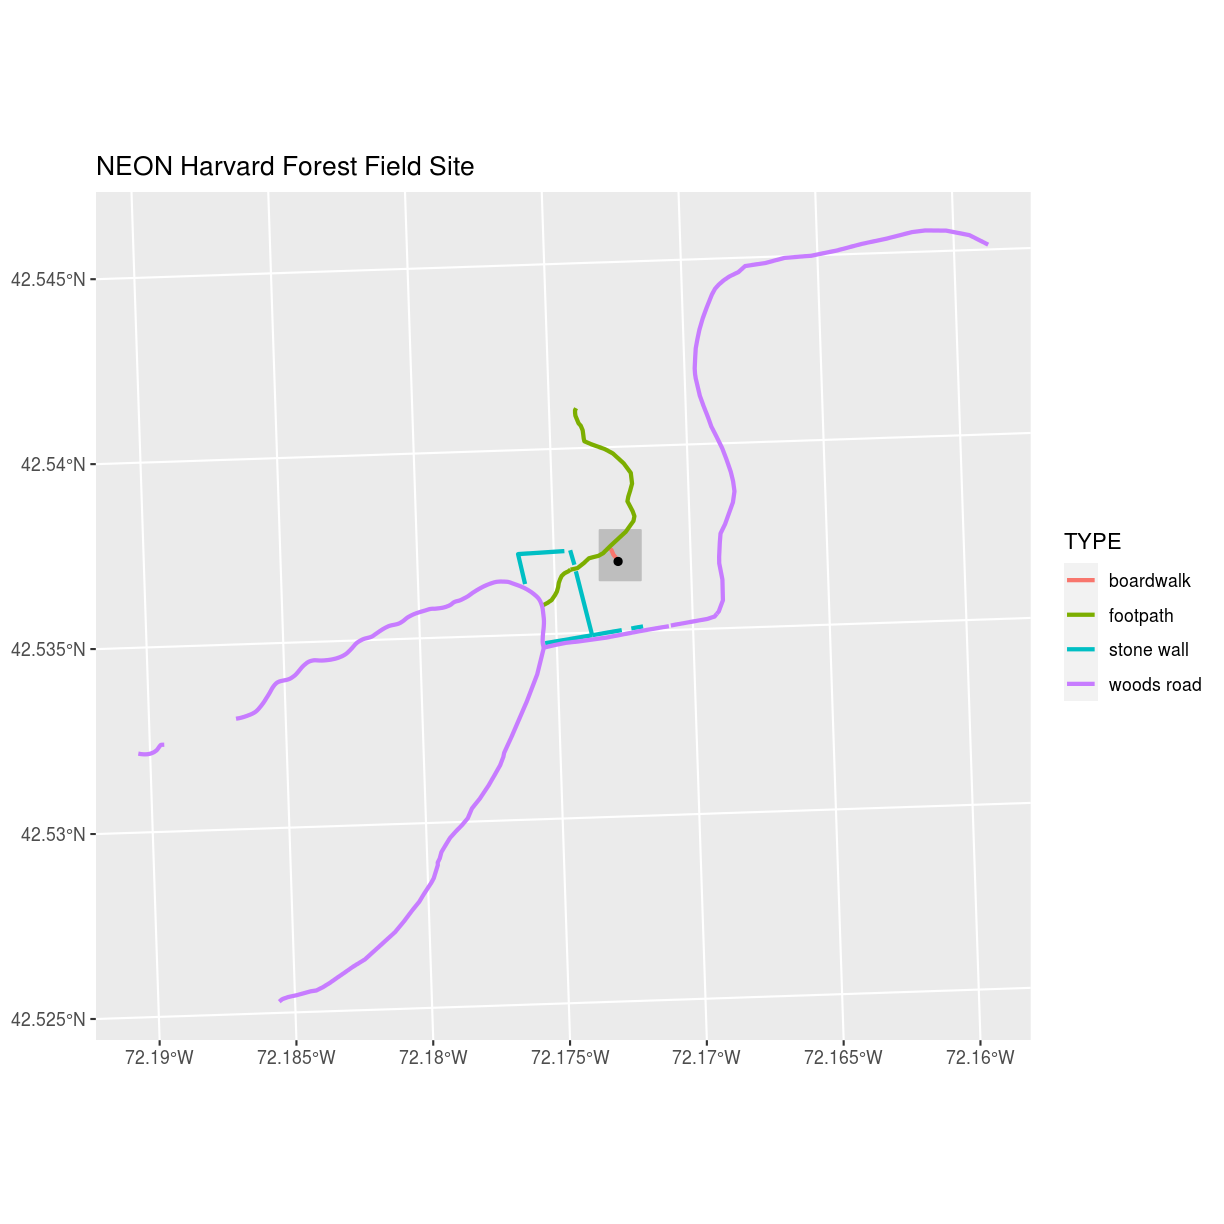 NEON Harvard Forest Field Site
42.545°N
42.54°N
42.535°N
42.53°N
42.525°N
72.19°W 72.185°W 72.18°W 72.175°W 72.17°W 72.165°W 72.16°W
TYPE
boardwalk
footpath
stone wall
woods road